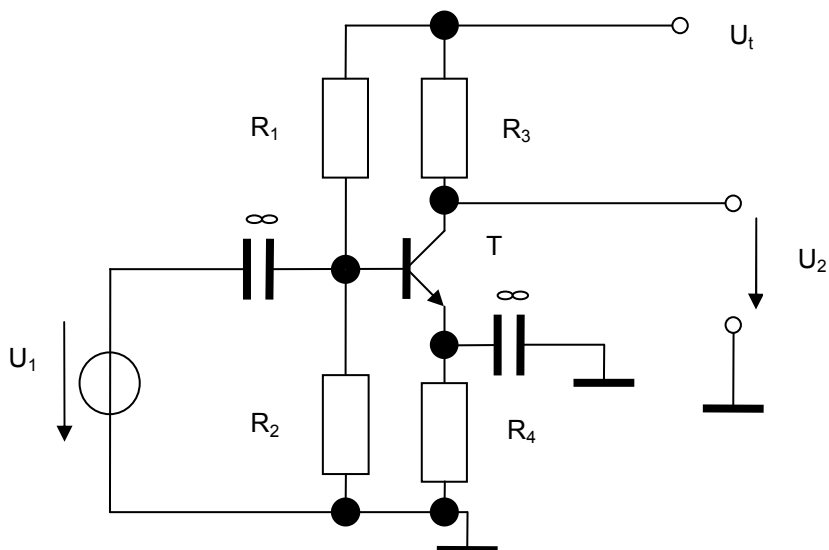 U₁
R₁
R₂
∞
R₃
T
∞
R₄
Uₜ
U₂